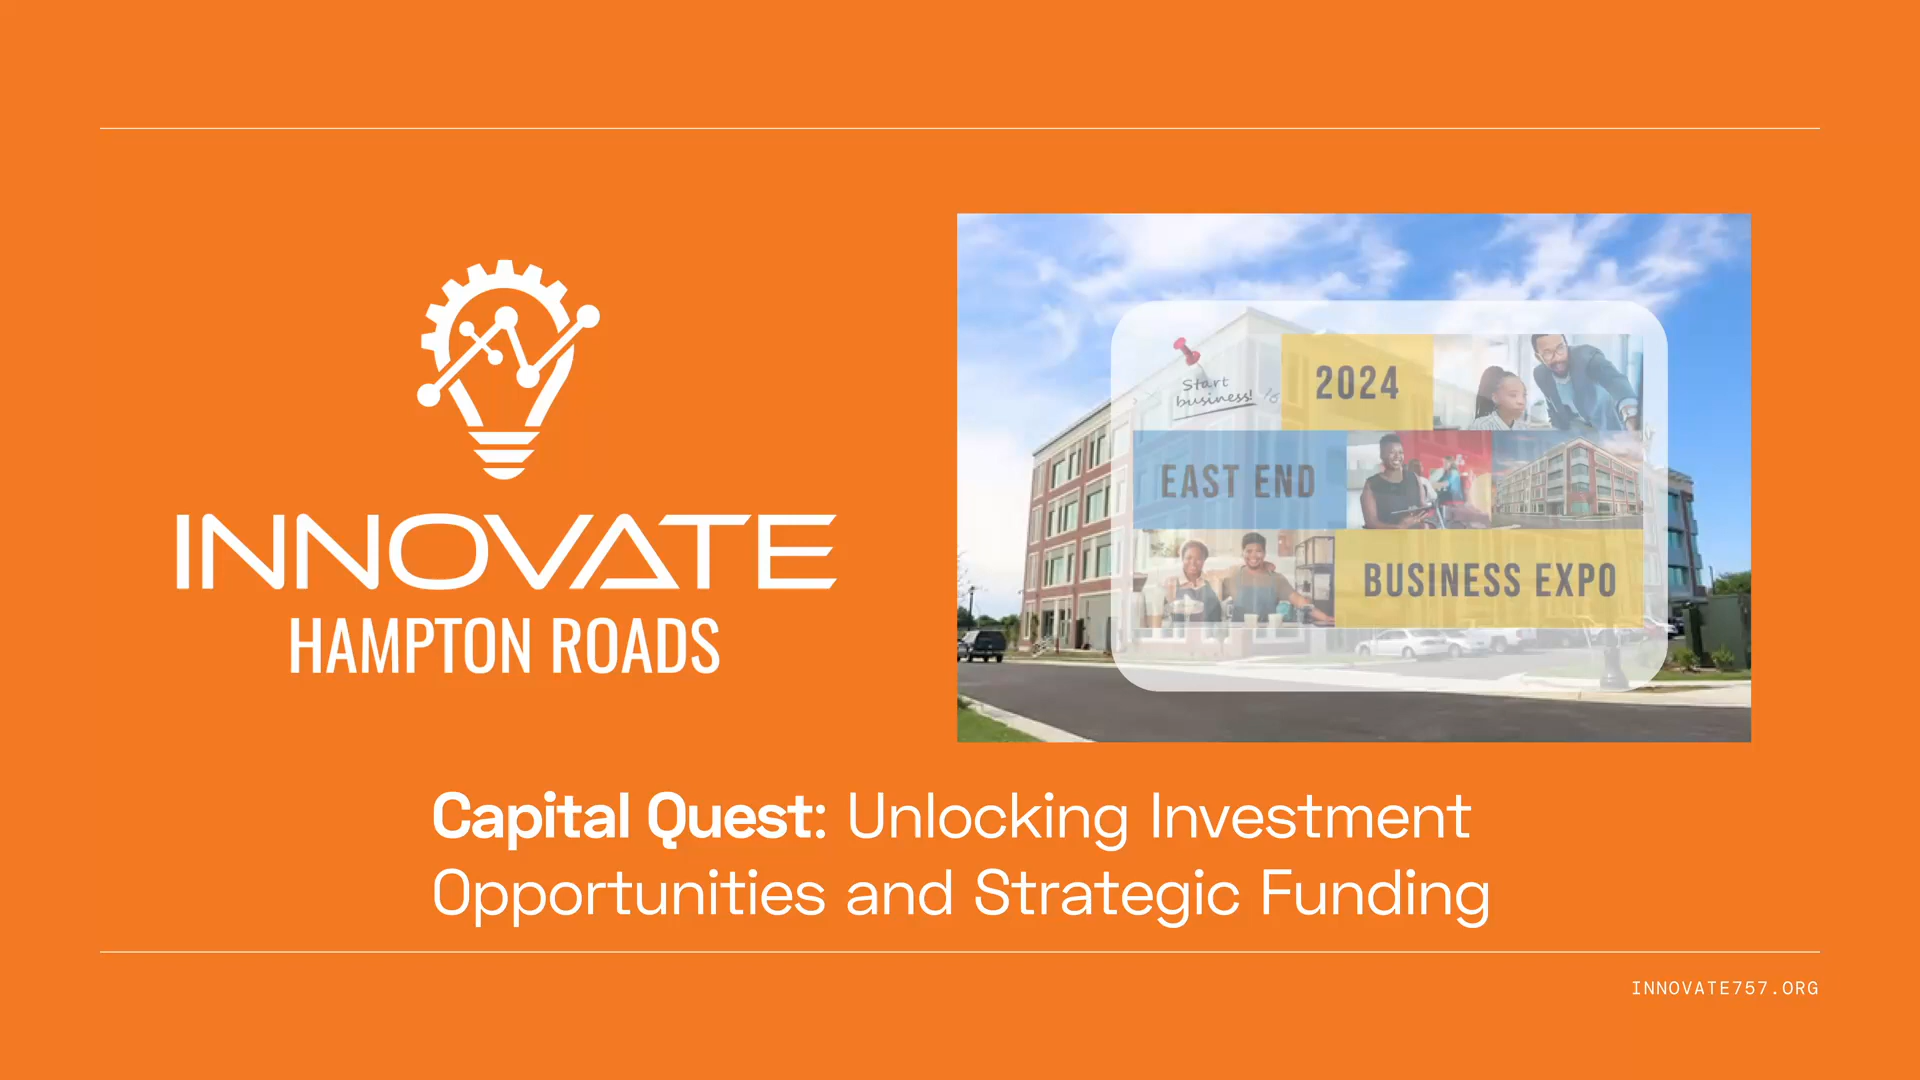 INNOVATE
HAMPTON ROADS
Start
business!
2024
EAST END
BUSINESS EXPO
Capital Quest: Unlocking Investment
Opportunities and Strategic Funding
INNOVATE757.ORG